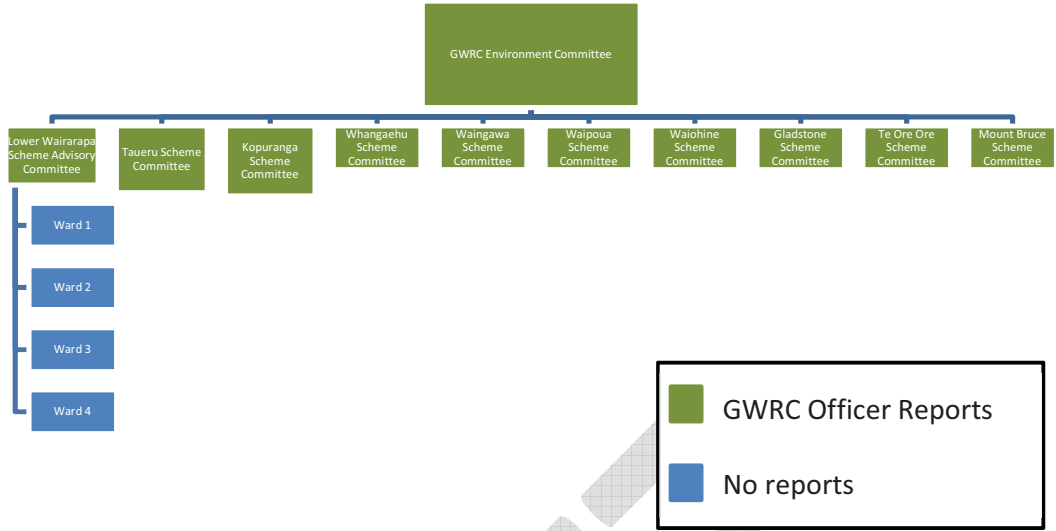 GWRC Environment Committee
Lower Wairarapa
Scheme Advisory
Committee
Taueru Scheme
Committee
Kopuranga
Scheme
Committee
Whangaehu
Scheme
Committee
Waingawa
Scheme
Committee
Waipoua
Scheme
Committee
Waiohine
Scheme
Committee
Gladstone
Scheme
Committee
Te Ore Ore
Scheme
Committee
Mount Bruce
Scheme
Committee
Ward 1
Ward 2
Ward 3
Ward 4
GWRC Officer Reports
No reports